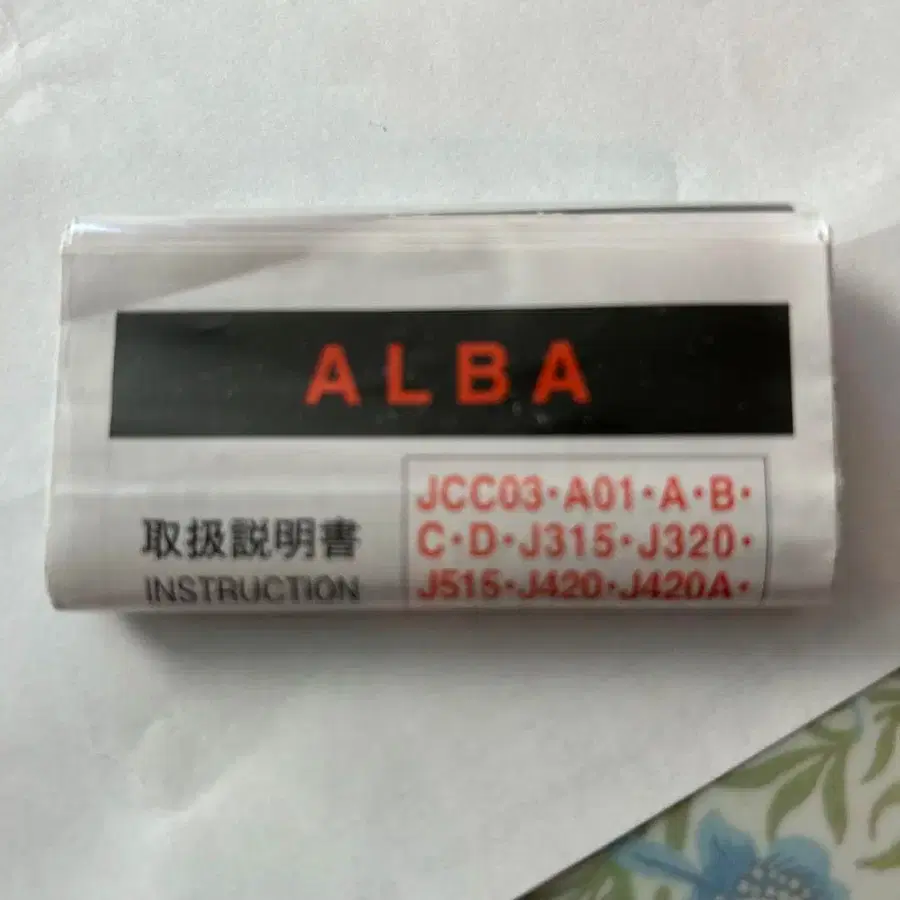 ALBA
取扱説明書
INSTRUCTION
JCC03・A01・A・B・
C・D・J315・J320・
J515・J420・J420A・